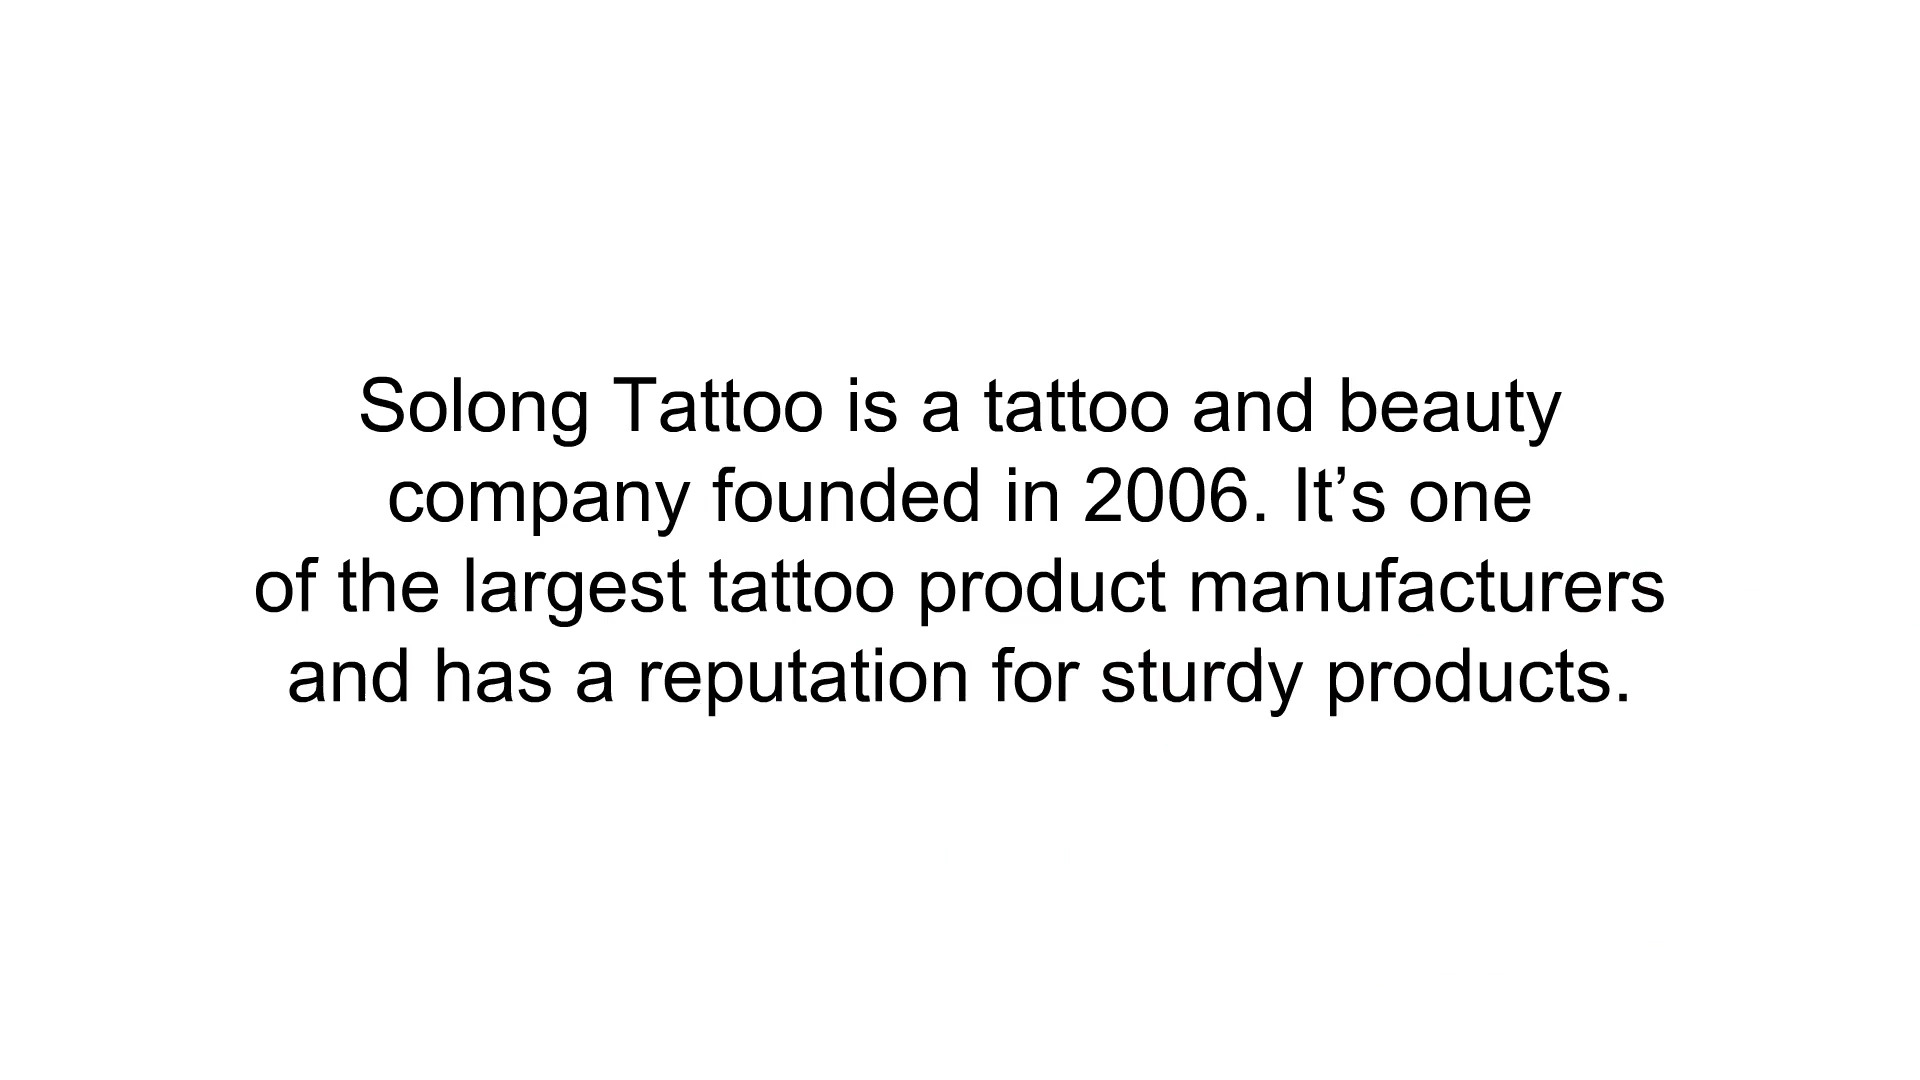 Solong Tattoo is a tattoo and beauty
company founded in 2006. It’s one
of the largest tattoo product manufacturers
and has a reputation for sturdy products.